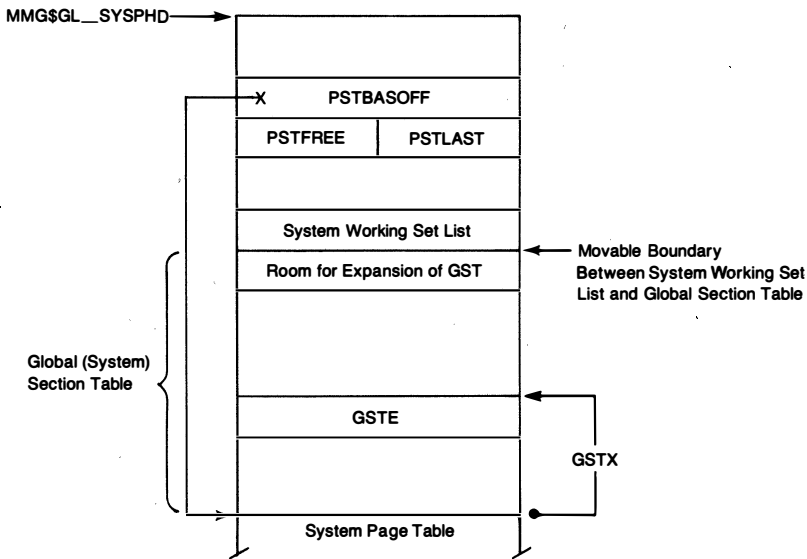 MMG$GL__SYSPHD
X PSTBASOFF
PSTFREE PSTLAST
System Working Set List
Movable Boundary
Between System Working Set
List and Global Section Table
Room for Expansion of GST
Global (System)
Section Table
GSTE
GSTX
System Page Table